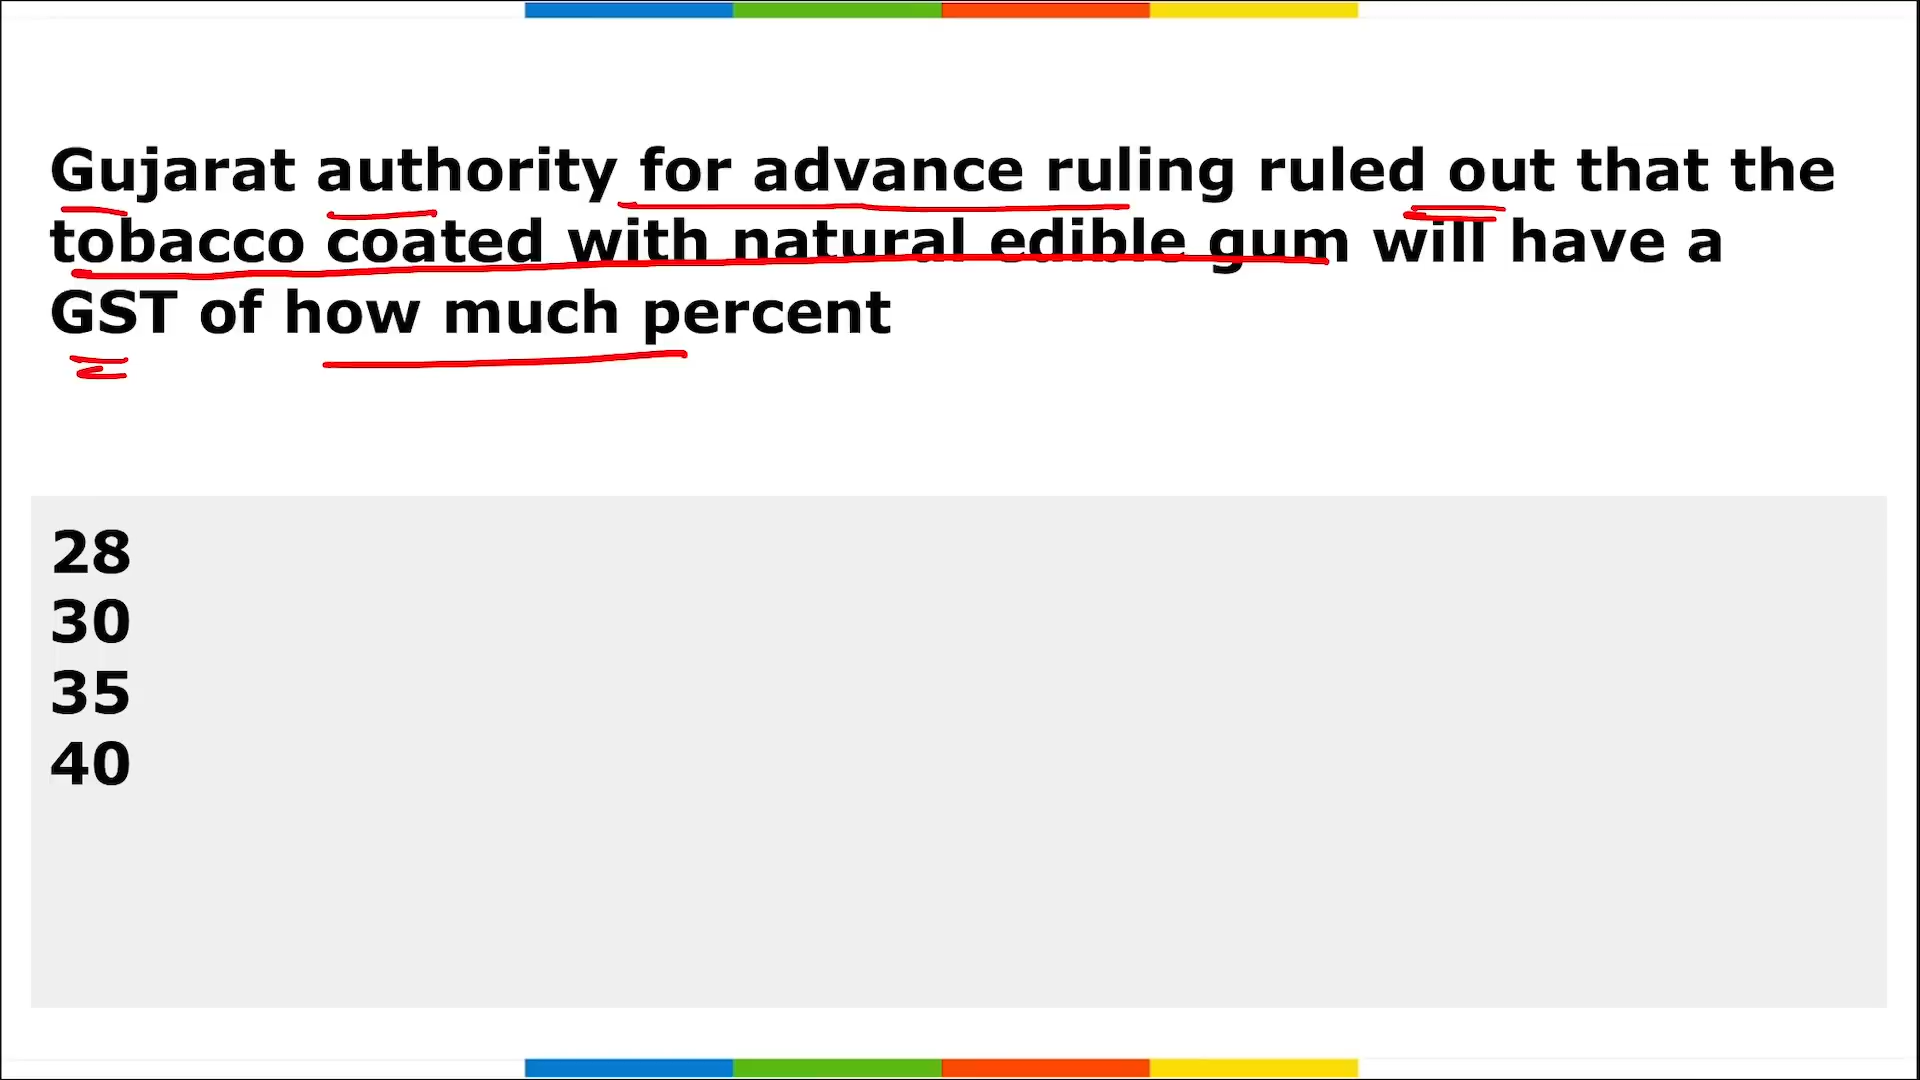 Gujarat authority for advance ruling ruled out that the
tobacco coated with natural edible gum will have a
GST of how much percent
28
30
35
40